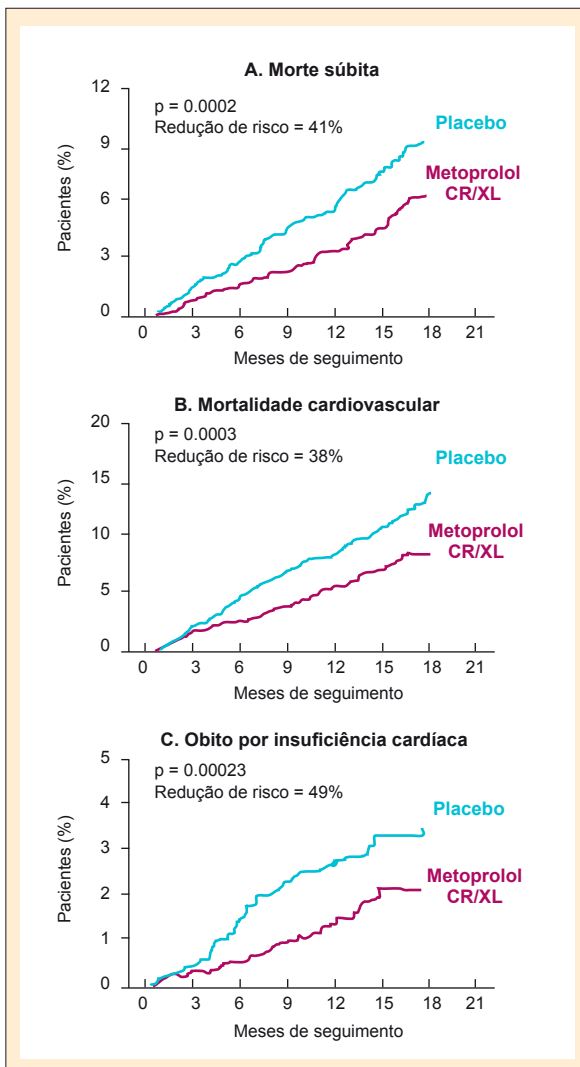 A. Morte súbita
12
9
6
3
0
Pacientes (%)
p = 0.0002
Redução de risco = 41%
Placebo
Metoprolol
CR/XL
0 3 6 9 12 15 18 21
Meses de seguimento
B. Mortalidade cardiovascular
20
15
10
5
0
Pacientes (%)
p = 0.0003
Redução de risco = 38%
Placebo
Metoprolol
CR/XL
0 3 6 9 12 15 18 21
Meses de seguimento
C. Obito por insuficiência cardíaca
5
4
3
2
1
0
Pacientes (%)
p = 0.00023
Redução de risco = 49%
Placebo
Metoprolol
CR/XL
0 3 6 9 12 15 18 21
Meses de seguimento